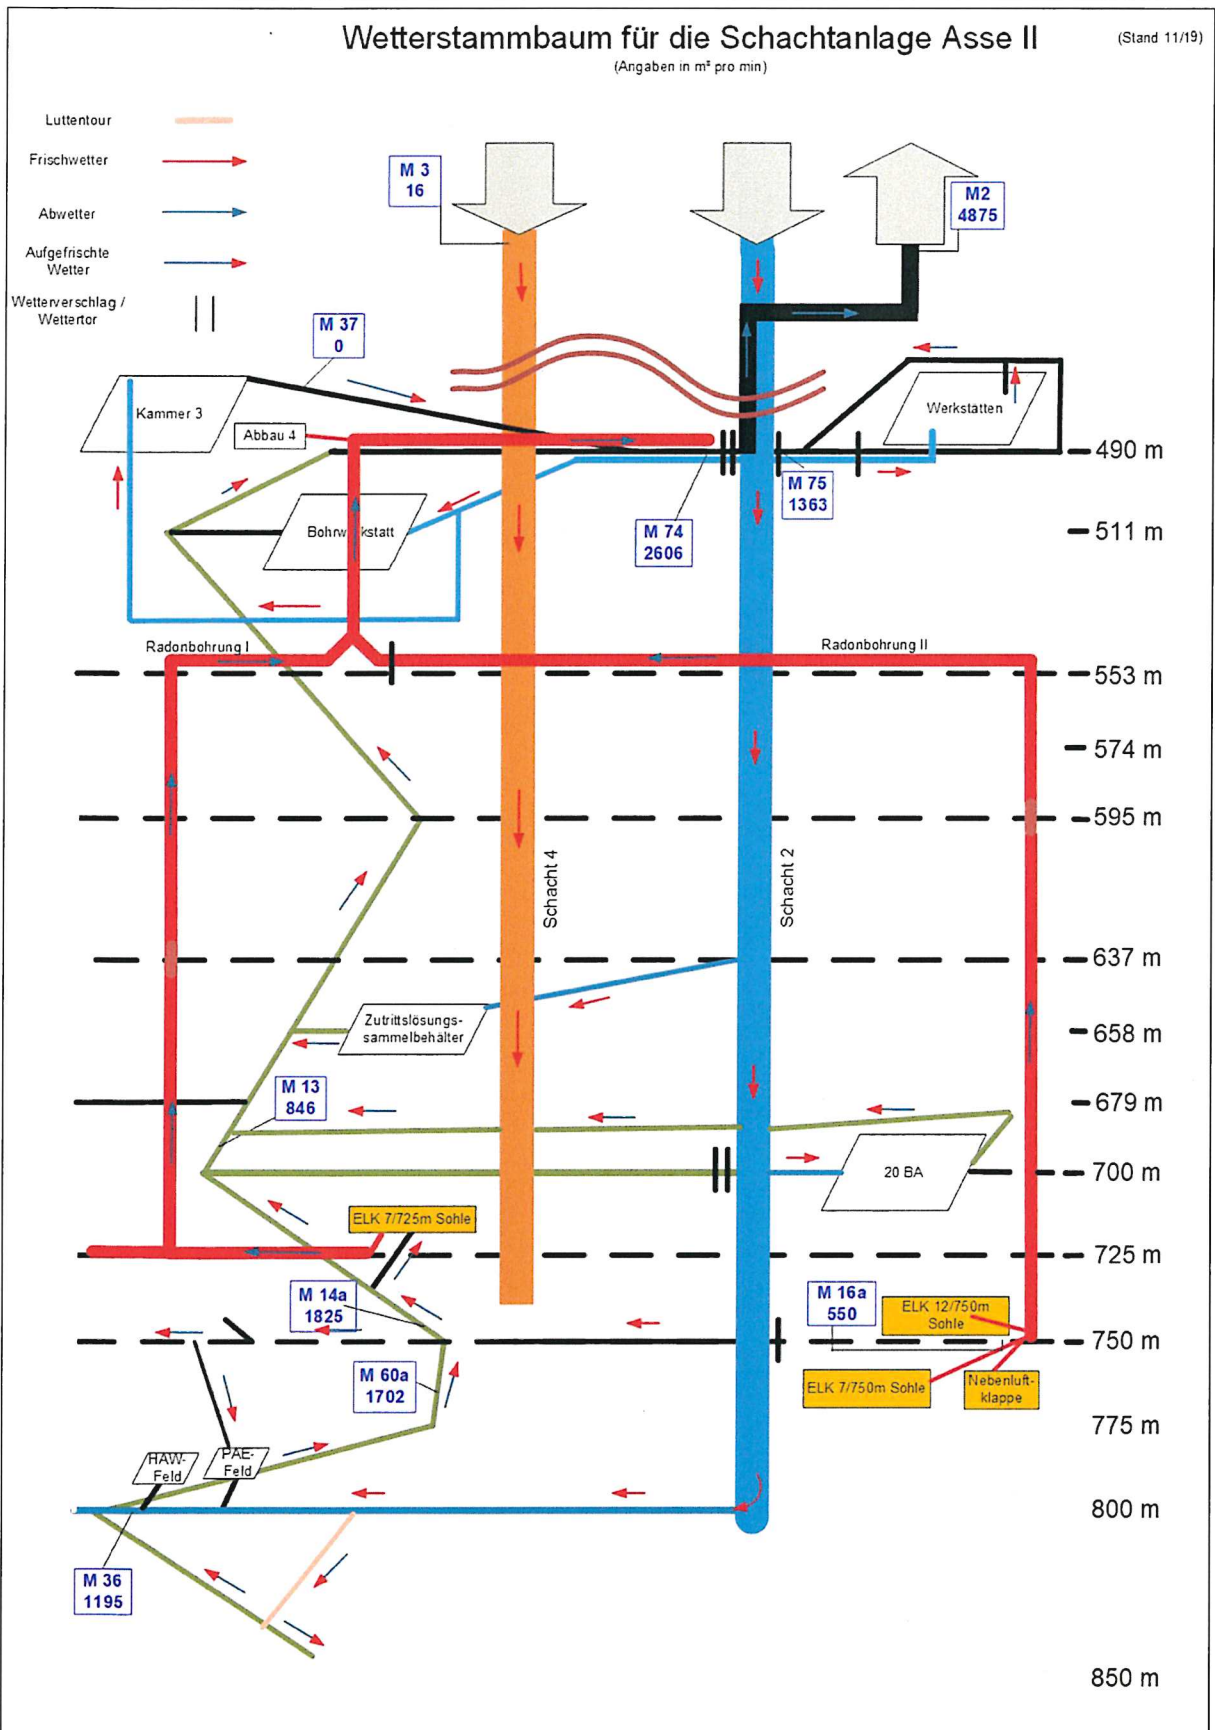 Wetterstammbaum für die Schachtanlage Asse II
(Stand 11/19)
(Angaben in m³ pro min)
Luttentour
Frischwetter
Abwetter
Aufgefrischte
Wetter
Wetterverschlag /
Wettertor
M 3
16
M2
4875
M 37
0
Kammer 3
Abbau 4
Werkstätten
490 m
M 75
1363
Bohrwerkstatt
M 74
2606
511 m
Radonbohrung I
Radonbohrung II
553 m
574 m
595 m
Schacht 4
Schacht 2
637 m
Zutrittslösungs-
sammelbehälter
658 m
M 13
846
679 m
20 BA
700 m
ELK 7/725m Sohle
725 m
M 14a
1825
M 16a
550
ELK 12/750m
Sohle
750 m
M 60a
1702
ELK 7/750m Sohle
Nebenluft-
klappe
775 m
HAW-
Feld
PAE-
Feld
800 m
M 36
1195
850 m